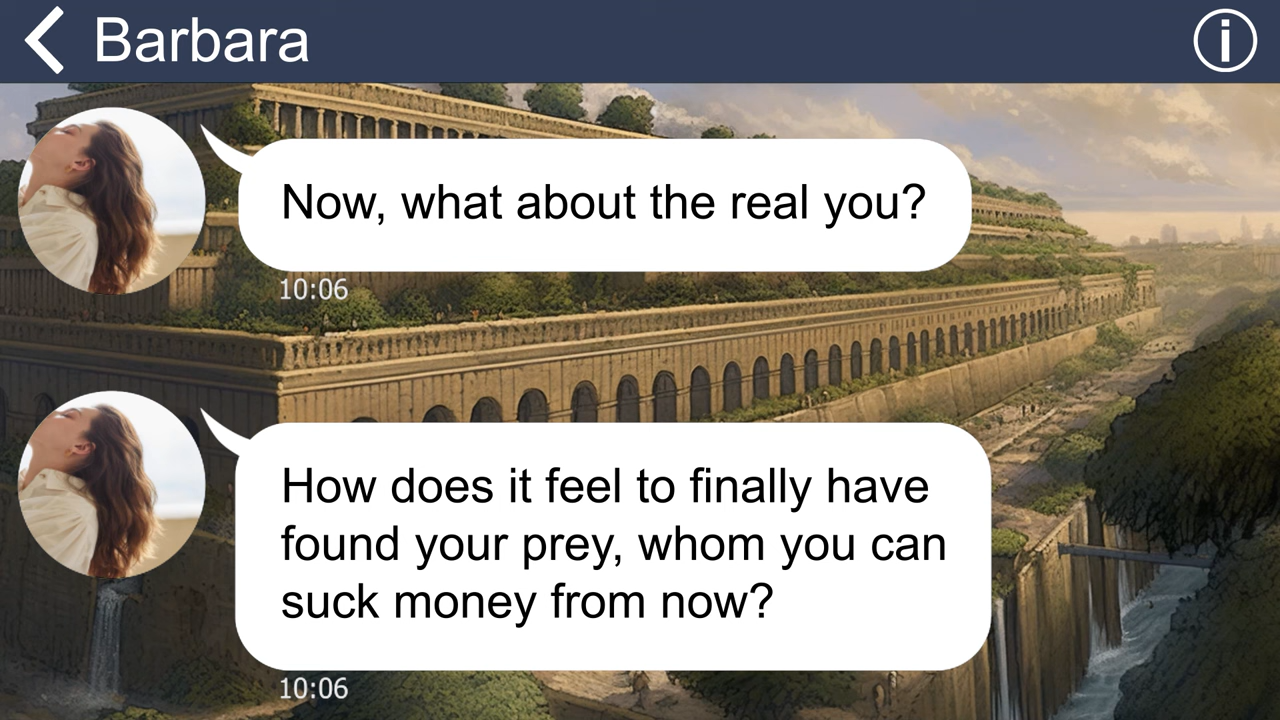 Barbara
Now, what about the real you?
10:06
How does it feel to finally have
found your prey, whom you can
suck money from now?
10:06